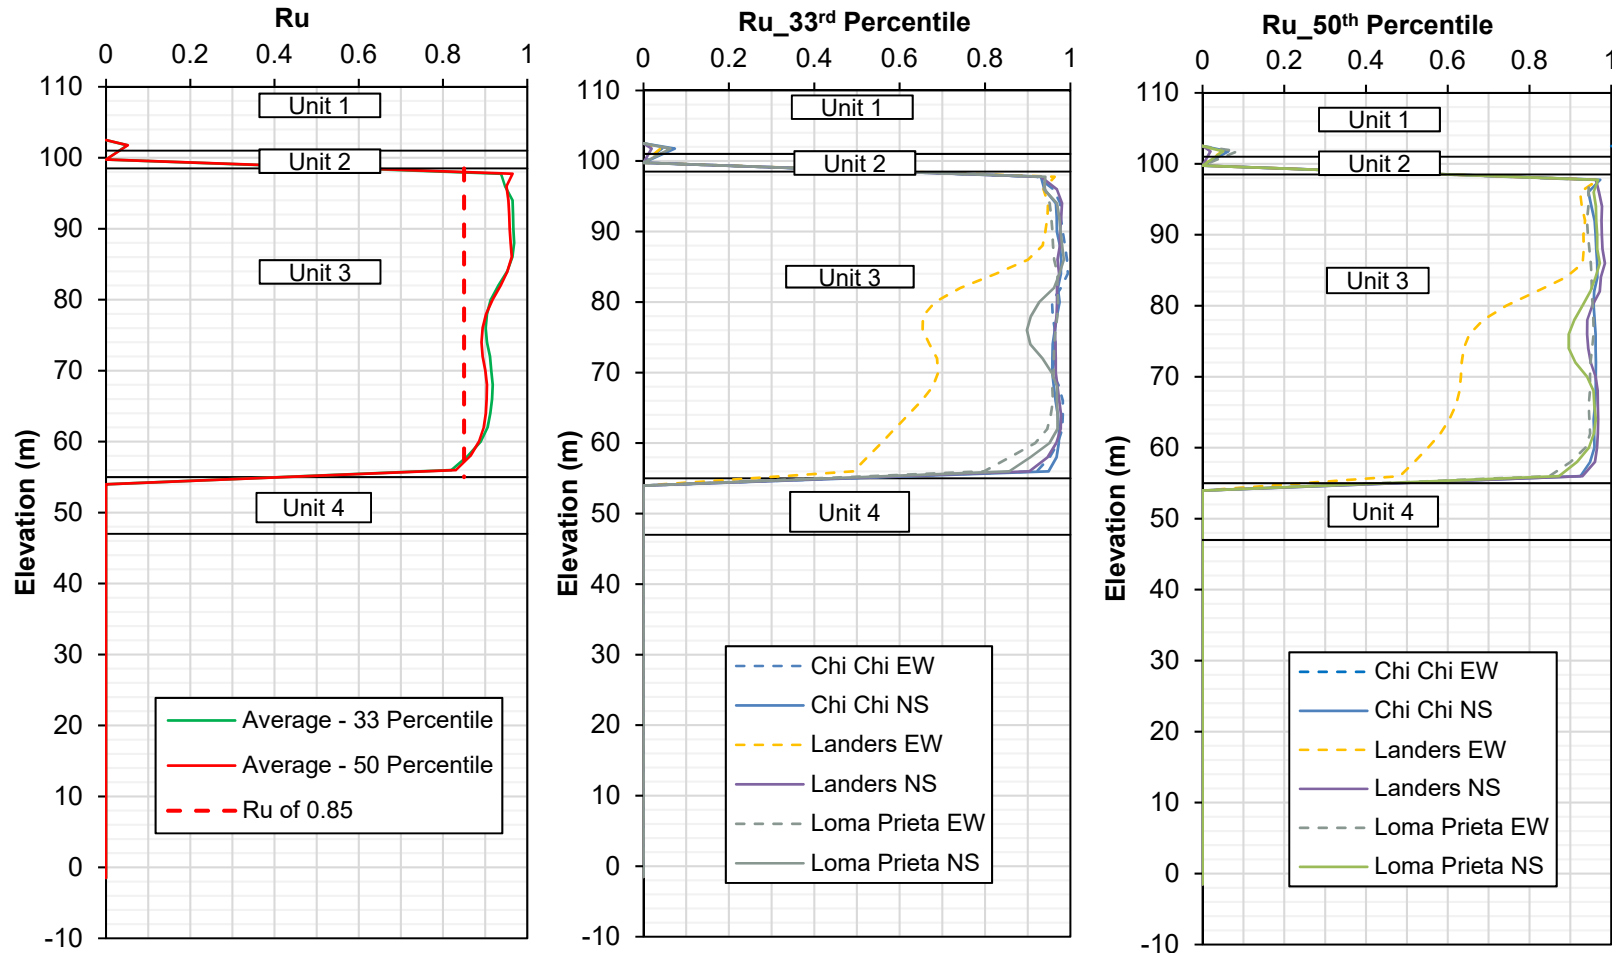 Ru
0 0.2 0.4 0.6 0.8 1
110
100
90
80
70
60
50
40
30
20
10
0
-10
Elevation (m)
Unit 1
Unit 2
Unit 3
Unit 4
Average - 33 Percentile
Average - 50 Percentile
Ru of 0.85
Ru_33rd Percentile
0 0.2 0.4 0.6 0.8 1
110
100
90
80
70
60
50
40
30
20
10
0
-10
Elevation (m)
Unit 1
Unit 2
Unit 3
Unit 4
Chi Chi EW
Chi Chi NS
Landers EW
Landers NS
Loma Prieta EW
Loma Prieta NS
Ru_50th Percentile
0 0.2 0.4 0.6 0.8 1
110
100
90
80
70
60
50
40
30
20
10
0
-10
Elevation (m)
Unit 1
Unit 2
Unit 3
Unit 4
Chi Chi EW
Chi Chi NS
Landers EW
Landers NS
Loma Prieta EW
Loma Prieta NS